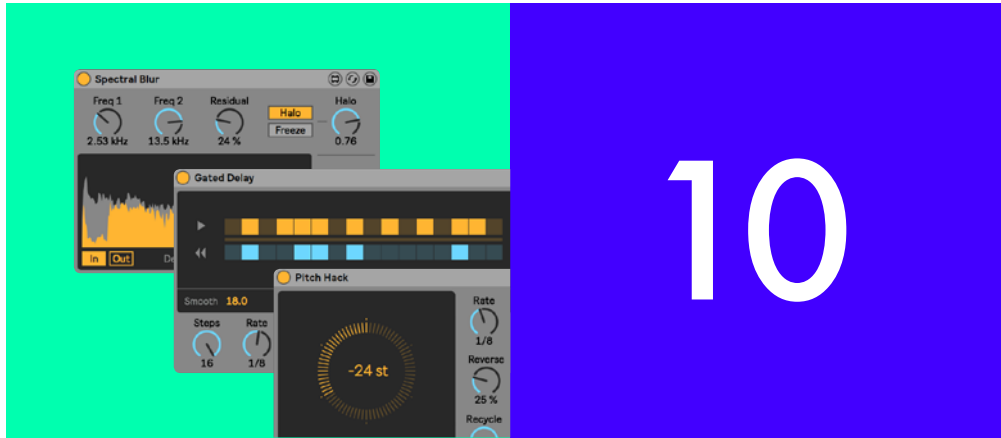 Spectral Blur
Freq 1 Freq 2 Residual Halo
Halo
Freeze
2.53 kHz 13.5 kHz 24 % 0.76
In Out
Gated Delay
Smooth 18.0
Steps Rate
16 1/8
Pitch Hack
-24 st
Rate
1/8
Reverse
25 %
Recycle
10